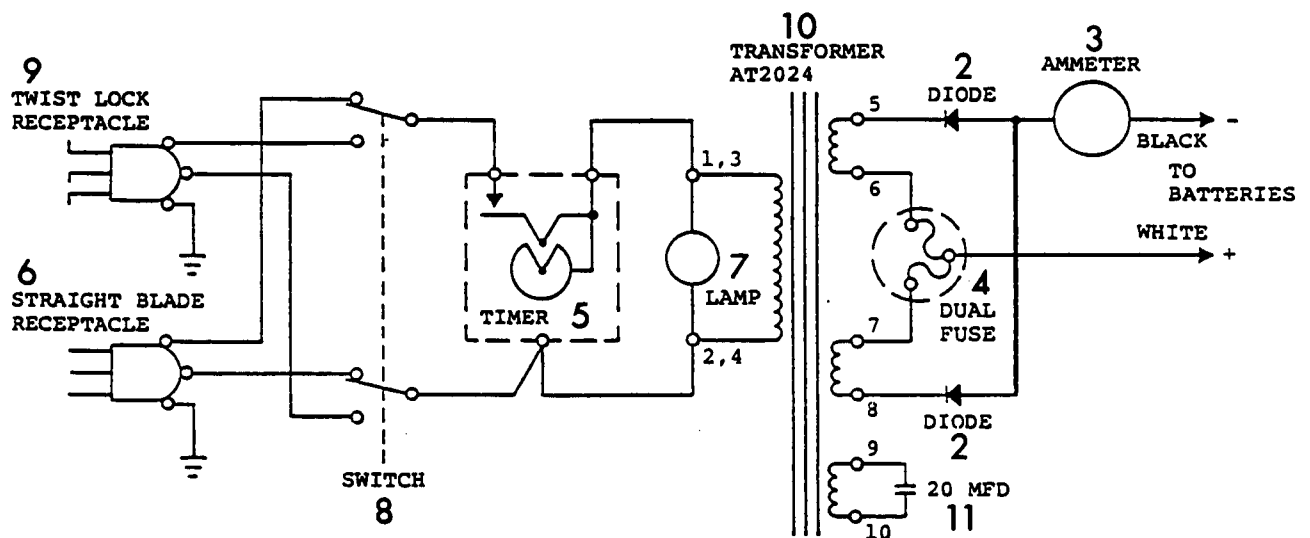 10
TRANSFORMER
AT2024
3
AMMETER
2
DIODE
9
TWIST LOCK
RECEPTACLE
5
-
BLACK
TO
BATTERIES
1,3
6
WHITE
+
6
STRAIGHT BLADE
RECEPTACLE
TIMER 5
7
LAMP
4
DUAL
FUSE
7
2,4
8
DIODE
2
9
SWITCH
8
20 MFD
11
10